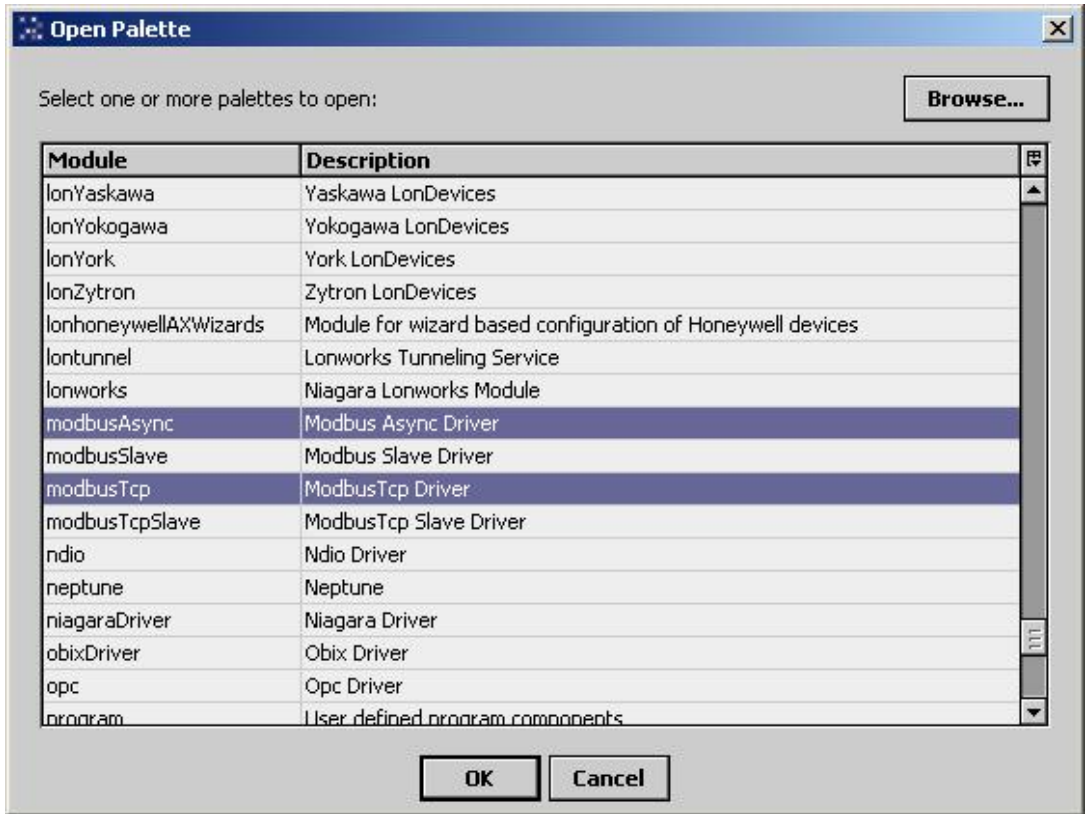 Open Palette
Select one or more palettes to open:
Browse...
Module Description
lonYaskawa Yaskawa LonDevices
lonYokogawa Yokogawa LonDevices
lonYork York LonDevices
lonZytron Zytron LonDevices
lonhoneywellAXWizards Module for wizard based configuration of Honeywell devices
lontunnel Lonworks Tunneling Service
lonworks Niagara Lonworks Module
modbusAsync Modbus Async Driver
modbusSlave Modbus Slave Driver
modbusTcp ModbusTcp Driver
modbusTcpSlave ModbusTcp Slave Driver
ndio Ndio Driver
neptune Neptune
niagaraDriver Niagara Driver
obixDriver Obix Driver
opc Opc Driver
program User defined program components
OK Cancel